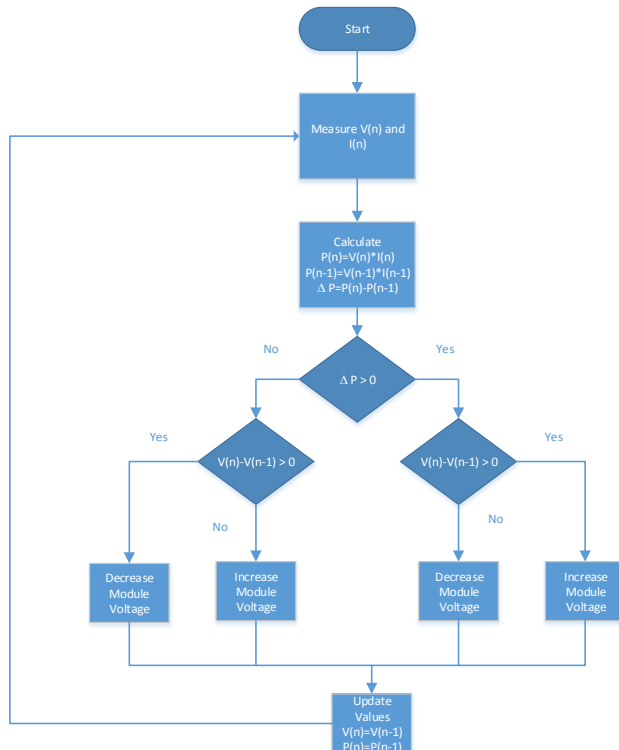 Start
Measure V(n) and
I(n)
Calculate
P(n)=V(n)*I(n)
P(n-1)=V(n-1)*I(n-1)
Δ P=P(n)-P(n-1)
No
Yes
Δ P > 0
Yes
Yes
V(n)-V(n-1) > 0
V(n)-V(n-1) > 0
No
No
Decrease
Module
Voltage
Increase
Module
Voltage
Decrease
Module
Voltage
Increase
Module
Voltage
Update
Values
V(n)=V(n-1)
P(n)=P(n-1)